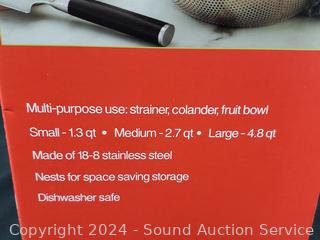 Multi-purpose use: strainer, colander, fruit bowl
Small - 1.3 qt • Medium - 2.7 qt • Large - 4.8 qt
Made of 18-8 stainless steel
Nests for space saving storage
Dishwasher safe
Copyright 2024 - Sound Auction Service